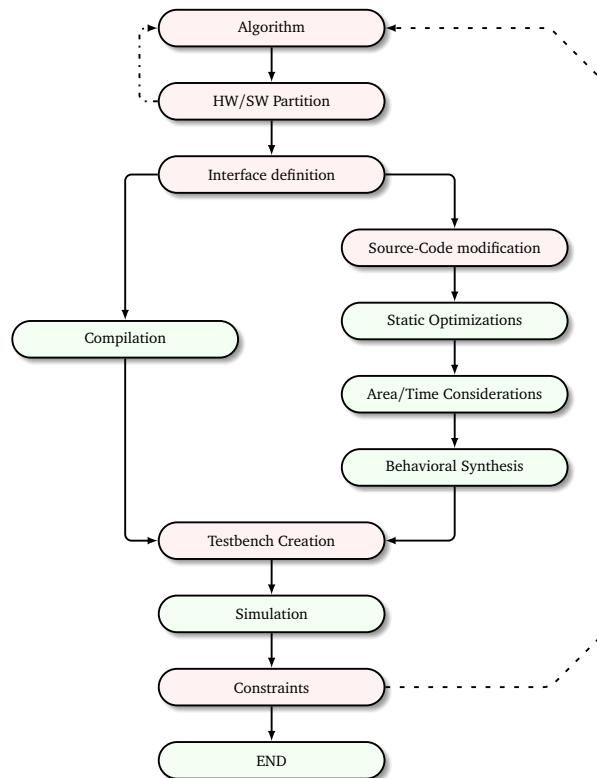 Algorithm
HW/SW Partition
Interface definition
Source-Code modification
Static Optimizations
Compilation
Area/Time Considerations
Behavioral Synthesis
Testbench Creation
Simulation
Constraints
END